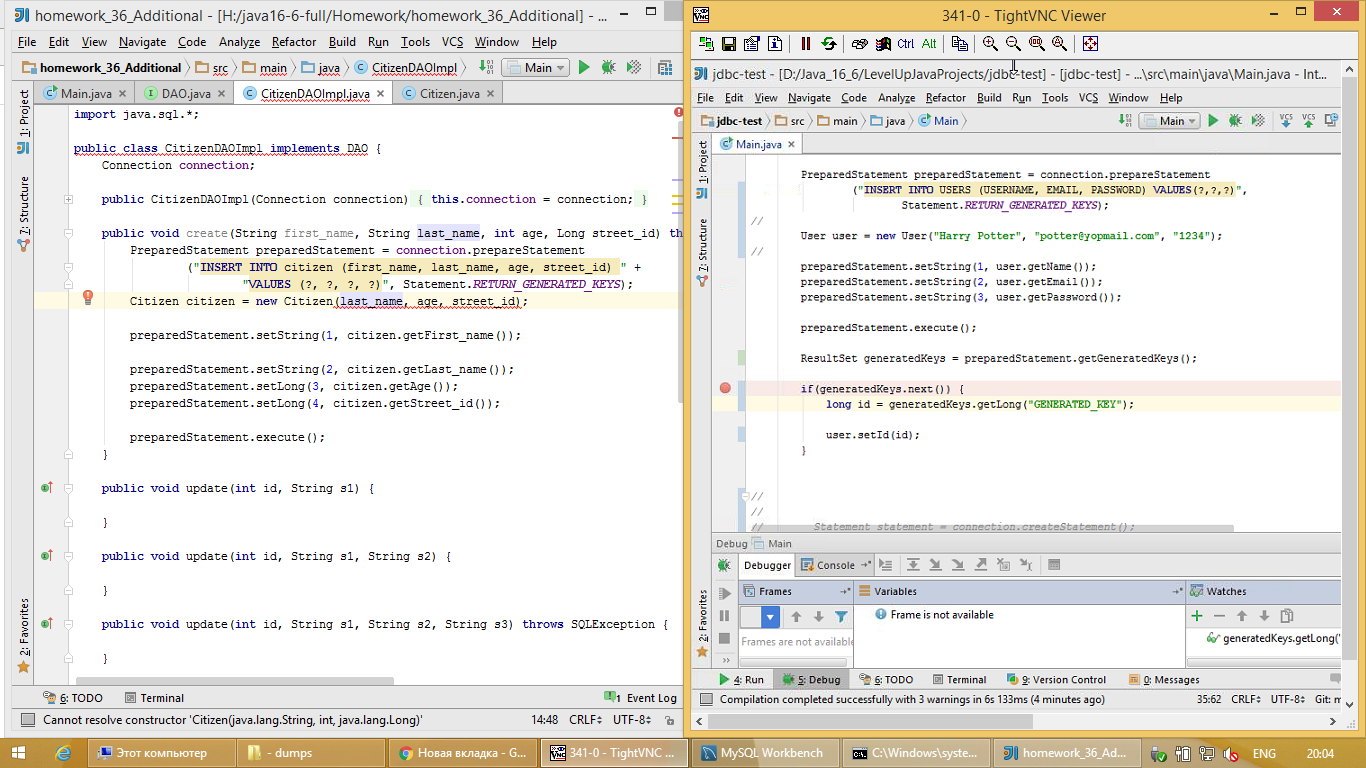 homework_36_Additional - [H:/java16-6-full/Homework/homework_36_Additional] - ...
File Edit View Navigate Code Analyze Refactor Build Run Tools VCS Window Help
homework_36_Additional src main java CitizenDAOImpl Main
Main.java DAO.java CitizenDAOImpl.java Citizen.java
1: Project
7: Structure
2: Favorites
import java.sql.*;
public class CitizenDAOImpl implements DAO {
Connection connection;
public CitizenDAOImpl(Connection connection) { this.connection = connection; }
public void create(String first_name, String last_name, int age, Long street_id) th
PreparedStatement preparedStatement = connection.prepareStatement
("INSERT INTO citizen (first_name, last_name, age, street_id) " +
"VALUES (?, ?, ?, ?)", Statement.RETURN_GENERATED_KEYS);
Citizen citizen = new Citizen(last_name, age, street_id);
preparedStatement.setString(1, citizen.getFirst_name());
preparedStatement.setString(2, citizen.getLast_name());
preparedStatement.setLong(3, citizen.getAge());
preparedStatement.setLong(4, citizen.getStreet_id());
preparedStatement.execute();
}
public void update(int id, String s1) {
}
public void update(int id, String s1, String s2) {
}
public void update(int id, String s1, String s2, String s3) throws SQLException {
}
6: TODO Terminal 1 Event Log
Cannot resolve constructor 'Citizen(java.lang.String, int, java.lang.Long)' 14:48 CRLF UTF-8
341-0 - TightVNC Viewer
Ctrl Alt
jdbc-test - [D:/Java_16_6/LevelUpJavaProjects/jdbc-test] - [jdbc-test] - ...\src\main\java\Main.java - Int...
File Edit View Navigate Code Analyze Refactor Build Run Tools VCS Window Help
jdbc-test src main java Main Main VCS VCS
Main.java
1: Project
7: Structure
2: Favorites
PreparedStatement preparedStatement = connection.prepareStatement
("INSERT INTO USERS (USERNAME, EMAIL, PASSWORD) VALUES(?,?,?)",
Statement.RETURN_GENERATED_KEYS);
//
User user = new User("Harry Potter", "potter@yopmail.com", "1234");
//
preparedStatement.setString(1, user.getName());
preparedStatement.setString(2, user.getEmail());
preparedStatement.setString(3, user.getPassword());
preparedStatement.execute();
ResultSet generatedKeys = preparedStatement.getGeneratedKeys();
if(generatedKeys.next()) {
long id = generatedKeys.getLong("GENERATED_KEY");
user.setId(id);
}
//
//
// Statement statement = connection.createStatement();
Debug Main
Debugger Console
Frames Variables Watches
Frames are not available
Frame is not available
generatedKeys.getLong('
4: Run 5: Debug 6: TODO Terminal 9: Version Control 0: Messages
Compilation completed successfully with 3 warnings in 6s 133ms (4 minutes ago) 35:62 CRLF UTF-8 Git: m
Этот компьютер - dumps Новая вкладка - G... 341-0 - TightVNC ... MySQL Workbench C:\Windows\syste... homework_36_Ad... ENG 20:04